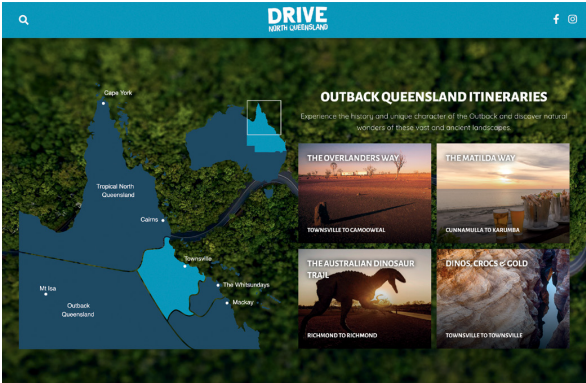 DRIVE
NORTH QUEENSLAND
Cape York
Tropical North
Queensland
Cairns
Townsville
The Whitsundays
Mackay
Mt Isa
Outback
Queensland
OUTBACK QUEENSLAND ITINERARIES
Experience the history and unique character of the Outback and discover natural
wonders of these vast and ancient landscapes.
THE OVERLANDERS WAY
TOWNSVILLE TO CAMOOWEAL
THE MATILDA WAY
CUNNAMULLA TO KARUMBA
THE AUSTRALIAN DINOSAUR
TRAIL
RICHMOND TO RICHMOND
DINOS, CROCS & GOLD
TOWNSVILLE TO TOWNSVILLE